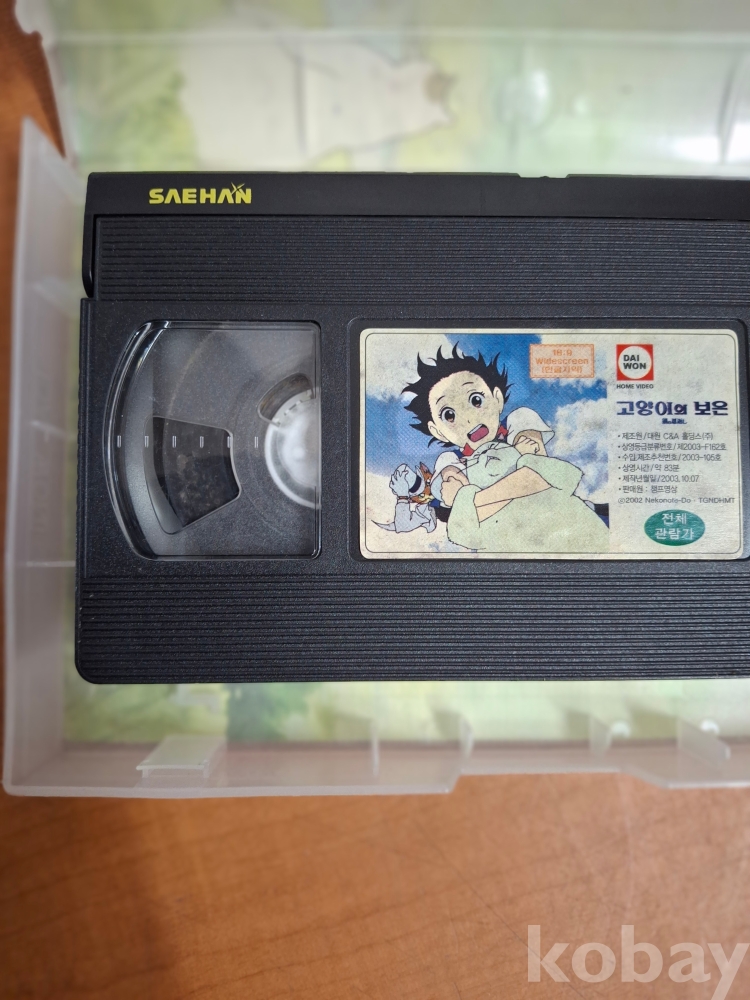 SAEHAN
16:9
Widescreen
(한글자막)
DAI
WON
HOME VIDEO
고양이의 보은
• 제조원/대원 C&A 홀딩스(주)
• 상영등급분류번호/제2003-F162호
• 수입(제조)추천번호/2003-105호
• 상영시간/약 83분
• 제작년월일/2003.10.07
• 판매원 : 햄프영상
ⓒ2002 Nekonote-Do - TGNDHMT
전체
관람가
kobay